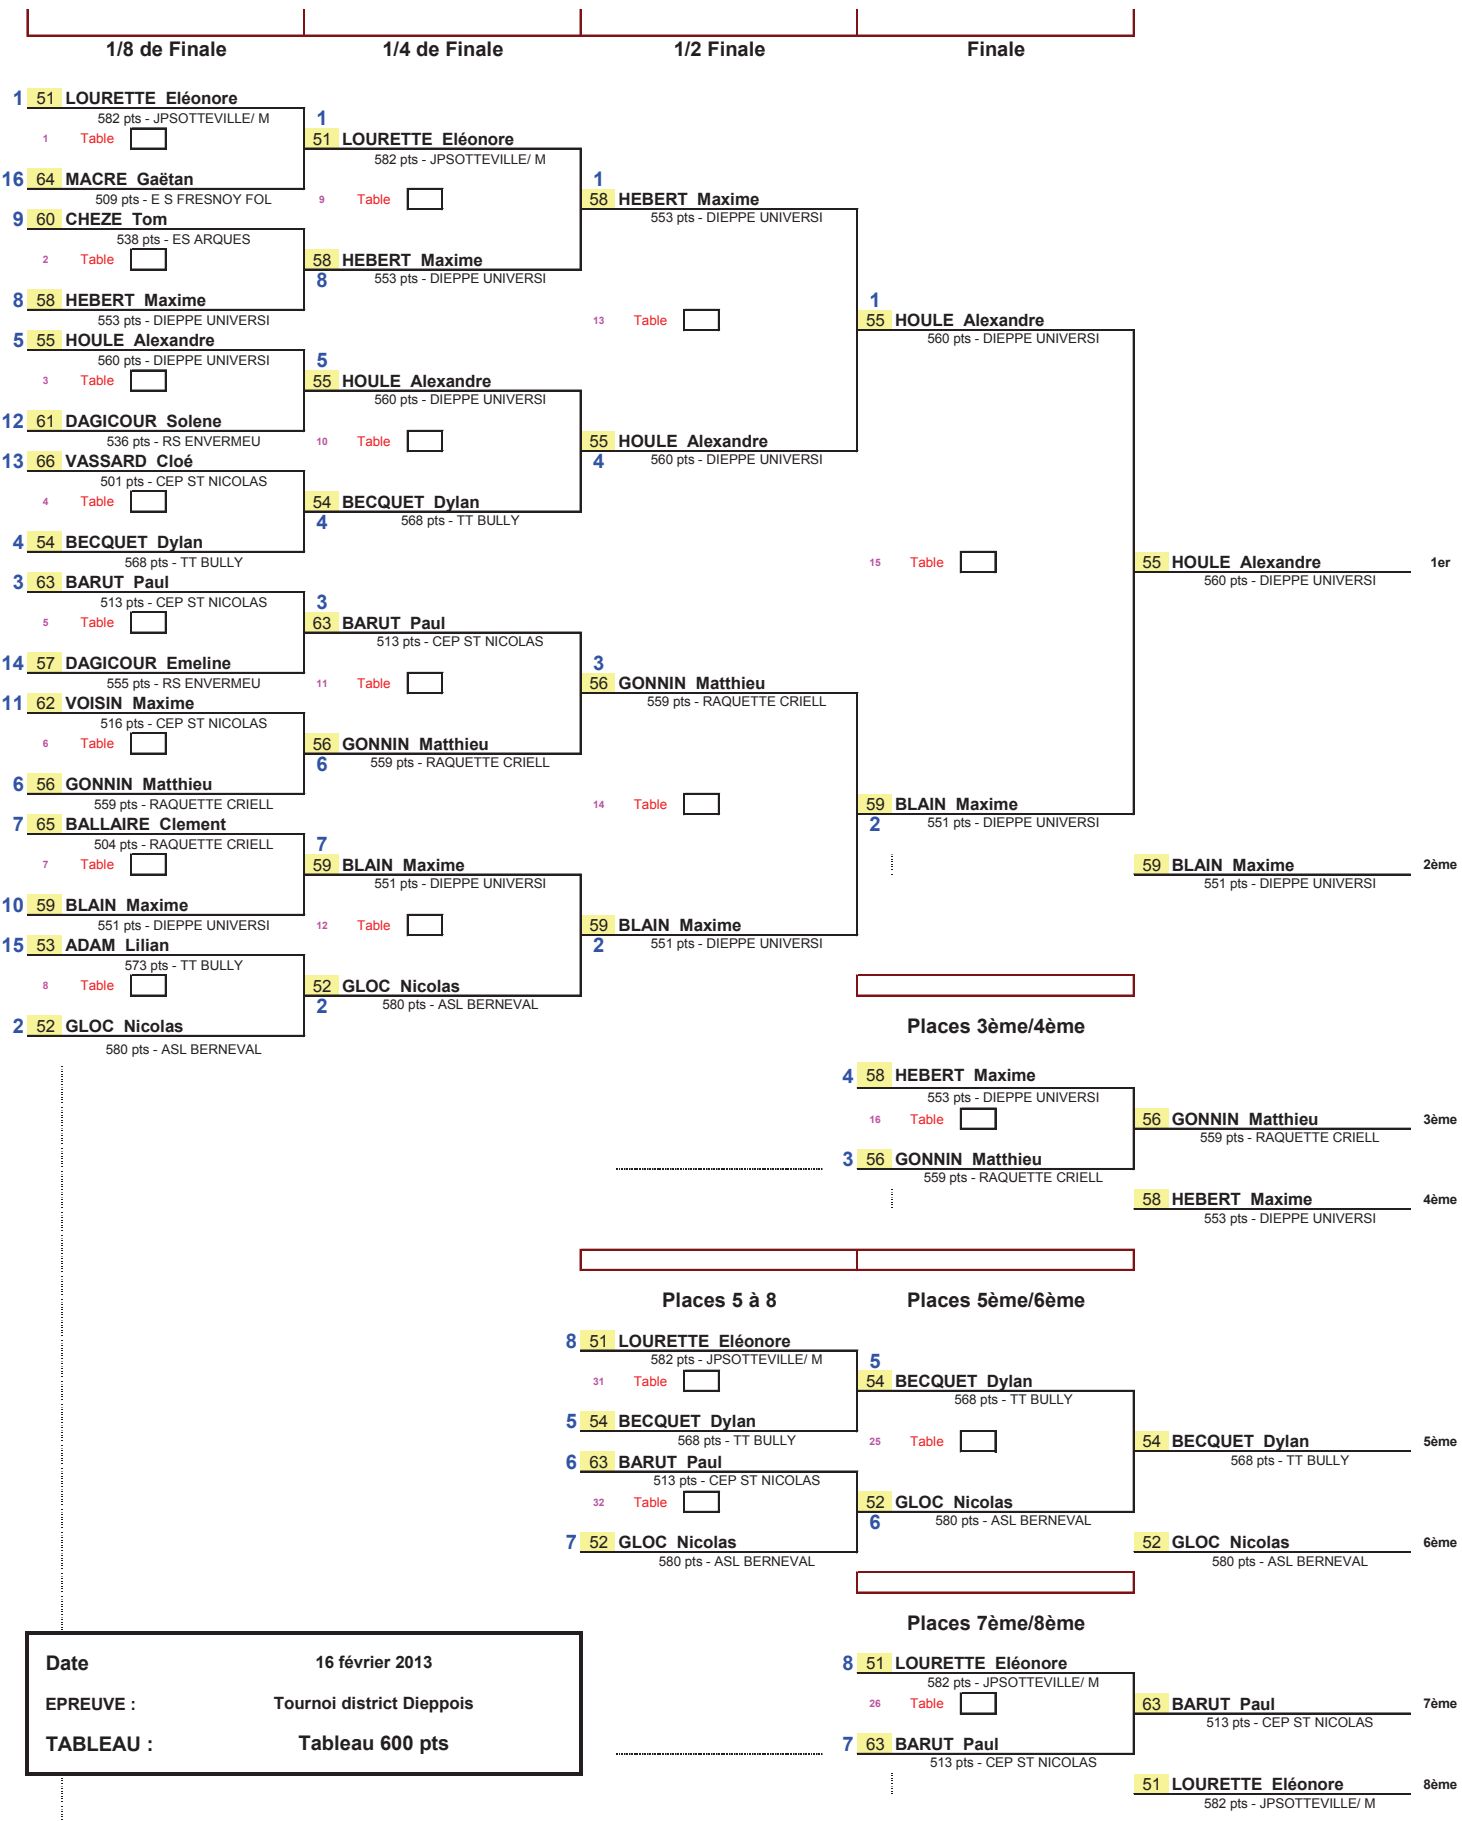 1/8 de Finale
1/4 de Finale
1/2 Finale
Finale
1 51 LOURETTE Eléonore
582 pts - JPSOTTEVILLE/ M
1 Table
16 64 MACRE Gaëtan
509 pts - E S FRESNOY FOL
9 60 CHEZE Tom
538 pts - ES ARQUES
2 Table
8 58 HEBERT Maxime
553 pts - DIEPPE UNIVERSI
5 55 HOULE Alexandre
560 pts - DIEPPE UNIVERSI
3 Table
12 61 DAGICOUR Solene
536 pts - RS ENVERMEU
13 66 VASSARD Cloé
501 pts - CEP ST NICOLAS
4 Table
4 54 BECQUET Dylan
568 pts - TT BULLY
3 63 BARUT Paul
513 pts - CEP ST NICOLAS
5 Table
14 57 DAGICOUR Emeline
555 pts - RS ENVERMEU
11 62 VOISIN Maxime
516 pts - CEP ST NICOLAS
6 Table
6 56 GONNIN Matthieu
559 pts - RAQUETTE CRIELL
7 65 BALLAIRE Clement
504 pts - RAQUETTE CRIELL
7 Table
10 59 BLAIN Maxime
551 pts - DIEPPE UNIVERSI
15 53 ADAM Lilian
573 pts - TT BULLY
8 Table
2 52 GLOC Nicolas
580 pts - ASL BERNEVAL
1
51 LOURETTE Eléonore
582 pts - JPSOTTEVILLE/ M
9 Table
58 HEBERT Maxime
8 553 pts - DIEPPE UNIVERSI
5
55 HOULE Alexandre
560 pts - DIEPPE UNIVERSI
10 Table
54 BECQUET Dylan
4 568 pts - TT BULLY
3
63 BARUT Paul
513 pts - CEP ST NICOLAS
11 Table
56 GONNIN Matthieu
6 559 pts - RAQUETTE CRIELL
7
59 BLAIN Maxime
551 pts - DIEPPE UNIVERSI
12 Table
52 GLOC Nicolas
2 580 pts - ASL BERNEVAL
1
58 HEBERT Maxime
553 pts - DIEPPE UNIVERSI
13 Table
55 HOULE Alexandre
4 560 pts - DIEPPE UNIVERSI
3
56 GONNIN Matthieu
559 pts - RAQUETTE CRIELL
14 Table
59 BLAIN Maxime
2 551 pts - DIEPPE UNIVERSI
1
55 HOULE Alexandre
560 pts - DIEPPE UNIVERSI
15 Table
59 BLAIN Maxime
2 551 pts - DIEPPE UNIVERSI
55 HOULE Alexandre 1er
560 pts - DIEPPE UNIVERSI
59 BLAIN Maxime 2ème
551 pts - DIEPPE UNIVERSI
Places 3ème/4ème
4 58 HEBERT Maxime
553 pts - DIEPPE UNIVERSI
16 Table
3 56 GONNIN Matthieu
559 pts - RAQUETTE CRIELL
56 GONNIN Matthieu 3ème
559 pts - RAQUETTE CRIELL
58 HEBERT Maxime 4ème
553 pts - DIEPPE UNIVERSI
Places 5 à 8
Places 5ème/6ème
8 51 LOURETTE Eléonore
582 pts - JPSOTTEVILLE/ M
31 Table
5 54 BECQUET Dylan
568 pts - TT BULLY
6 63 BARUT Paul
513 pts - CEP ST NICOLAS
32 Table
7 52 GLOC Nicolas
580 pts - ASL BERNEVAL
5
54 BECQUET Dylan
568 pts - TT BULLY
25 Table
52 GLOC Nicolas
6 580 pts - ASL BERNEVAL
54 BECQUET Dylan 5ème
568 pts - TT BULLY
52 GLOC Nicolas 6ème
580 pts - ASL BERNEVAL
Places 7ème/8ème
8 51 LOURETTE Eléonore
582 pts - JPSOTTEVILLE/ M
26 Table
7 63 BARUT Paul
513 pts - CEP ST NICOLAS
63 BARUT Paul 7ème
513 pts - CEP ST NICOLAS
51 LOURETTE Eléonore 8ème
582 pts - JPSOTTEVILLE/ M
Date 16 février 2013
EPREUVE : Tournoi district Dieppois
TABLEAU : Tableau 600 pts